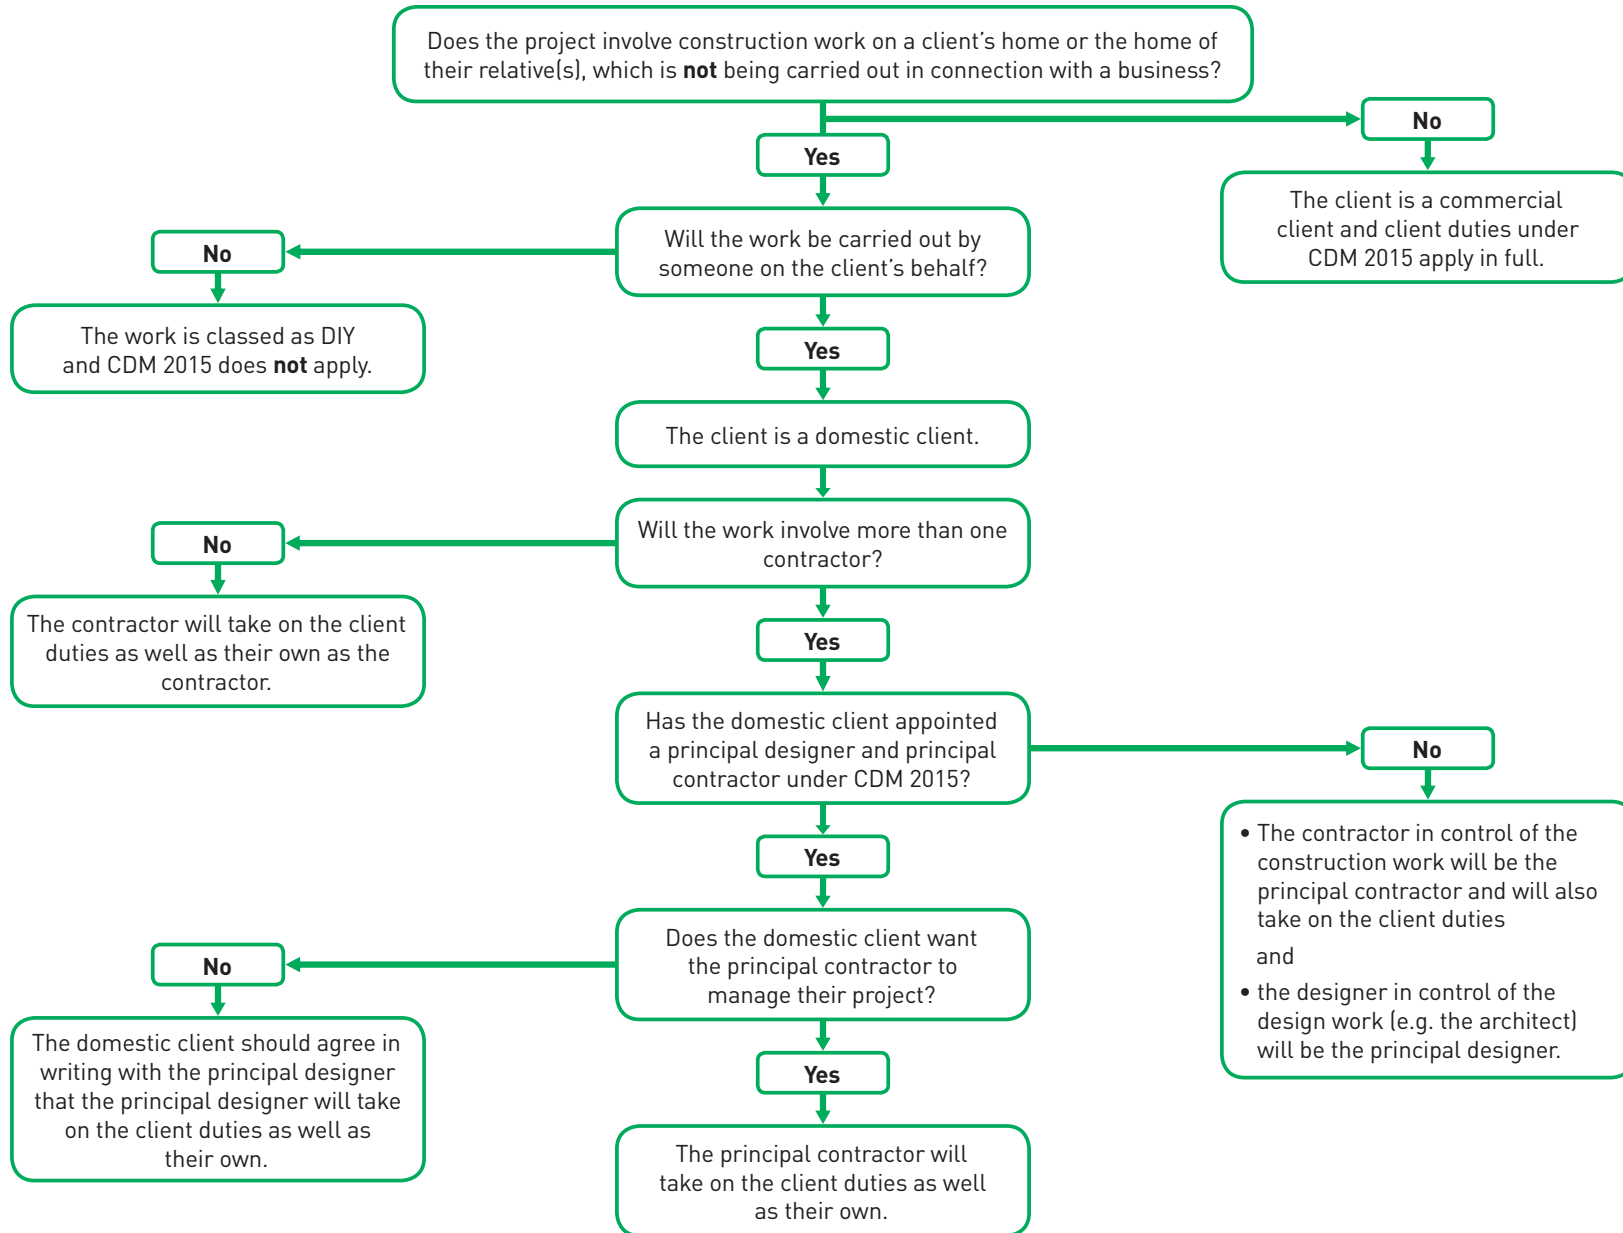 Does the project involve construction work on a client’s home or the home of
their relative(s), which is not being carried out in connection with a business?
No
Yes
The client is a commercial
client and client duties under
CDM 2015 apply in full.
Will the work be carried out by
someone on the client’s behalf?
No
The work is classed as DIY
and CDM 2015 does not apply.
Yes
The client is a domestic client.
Will the work involve more than one
contractor?
No
The contractor will take on the client
duties as well as their own as the
contractor.
Yes
Has the domestic client appointed
a principal designer and principal
contractor under CDM 2015?
No
• The contractor in control of the
construction work will be the
principal contractor and will also
take on the client duties
and
• the designer in control of the
design work (e.g. the architect)
will be the principal designer.
Yes
Does the domestic client want
the principal contractor to
manage their project?
No
The domestic client should agree in
writing with the principal designer
that the principal designer will take
on the client duties as well as
their own.
Yes
The principal contractor will
take on the client duties as well
as their own.